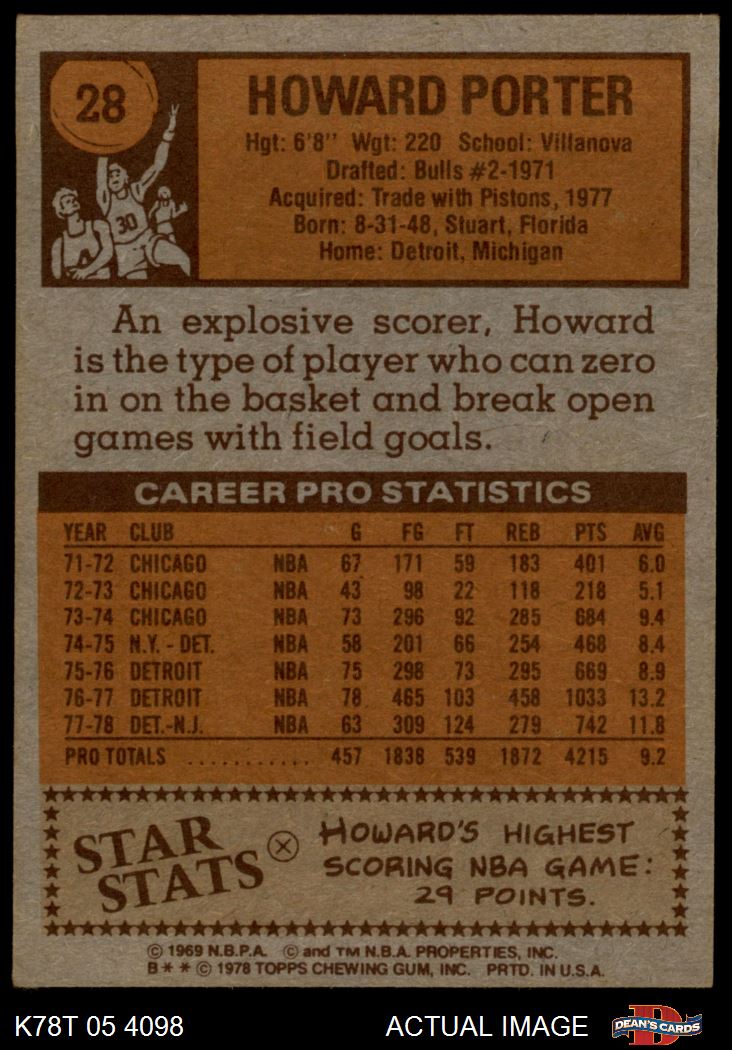 28
HOWARD PORTER
Hgt: 6'8" Wgt: 220 School: Villanova
Drafted: Bulls #2-1971
Acquired: Trade with Pistons, 1977
Born: 8-31-48, Stuart, Florida
Home: Detroit, Michigan
30
An explosive scorer, Howard
is the type of player who can zero
in on the basket and break open
games with field goals.
CAREER PRO STATISTICS
YEAR CLUB G FG FT REB PTS AVG
71-72 CHICAGO NBA 67 171 59 183 401 6.0
72-73 CHICAGO NBA 43 98 22 118 218 5.1
73-74 CHICAGO NBA 73 296 92 285 684 9.4
74-75 N.Y. - DET. NBA 58 201 66 254 468 8.4
75-76 DETROIT NBA 75 298 73 295 669 8.9
76-77 DETROIT NBA 78 465 103 458 1033 13.2
77-78 DET.-N.J. NBA 63 309 124 279 742 11.8
PRO TOTALS ........... 457 1838 539 1872 4215 9.2
STAR
STATS
HOWARD'S HIGHEST
SCORING NBA GAME:
29 POINTS.
© 1969 N.B.P.A. © and TM N.B.A. PROPERTIES, INC.
B** © 1978 TOPPS CHEWING GUM, INC. PRTD. IN U.S.A.
K78T 05 4098 ACTUAL IMAGE
D
DEAN'S CARDS